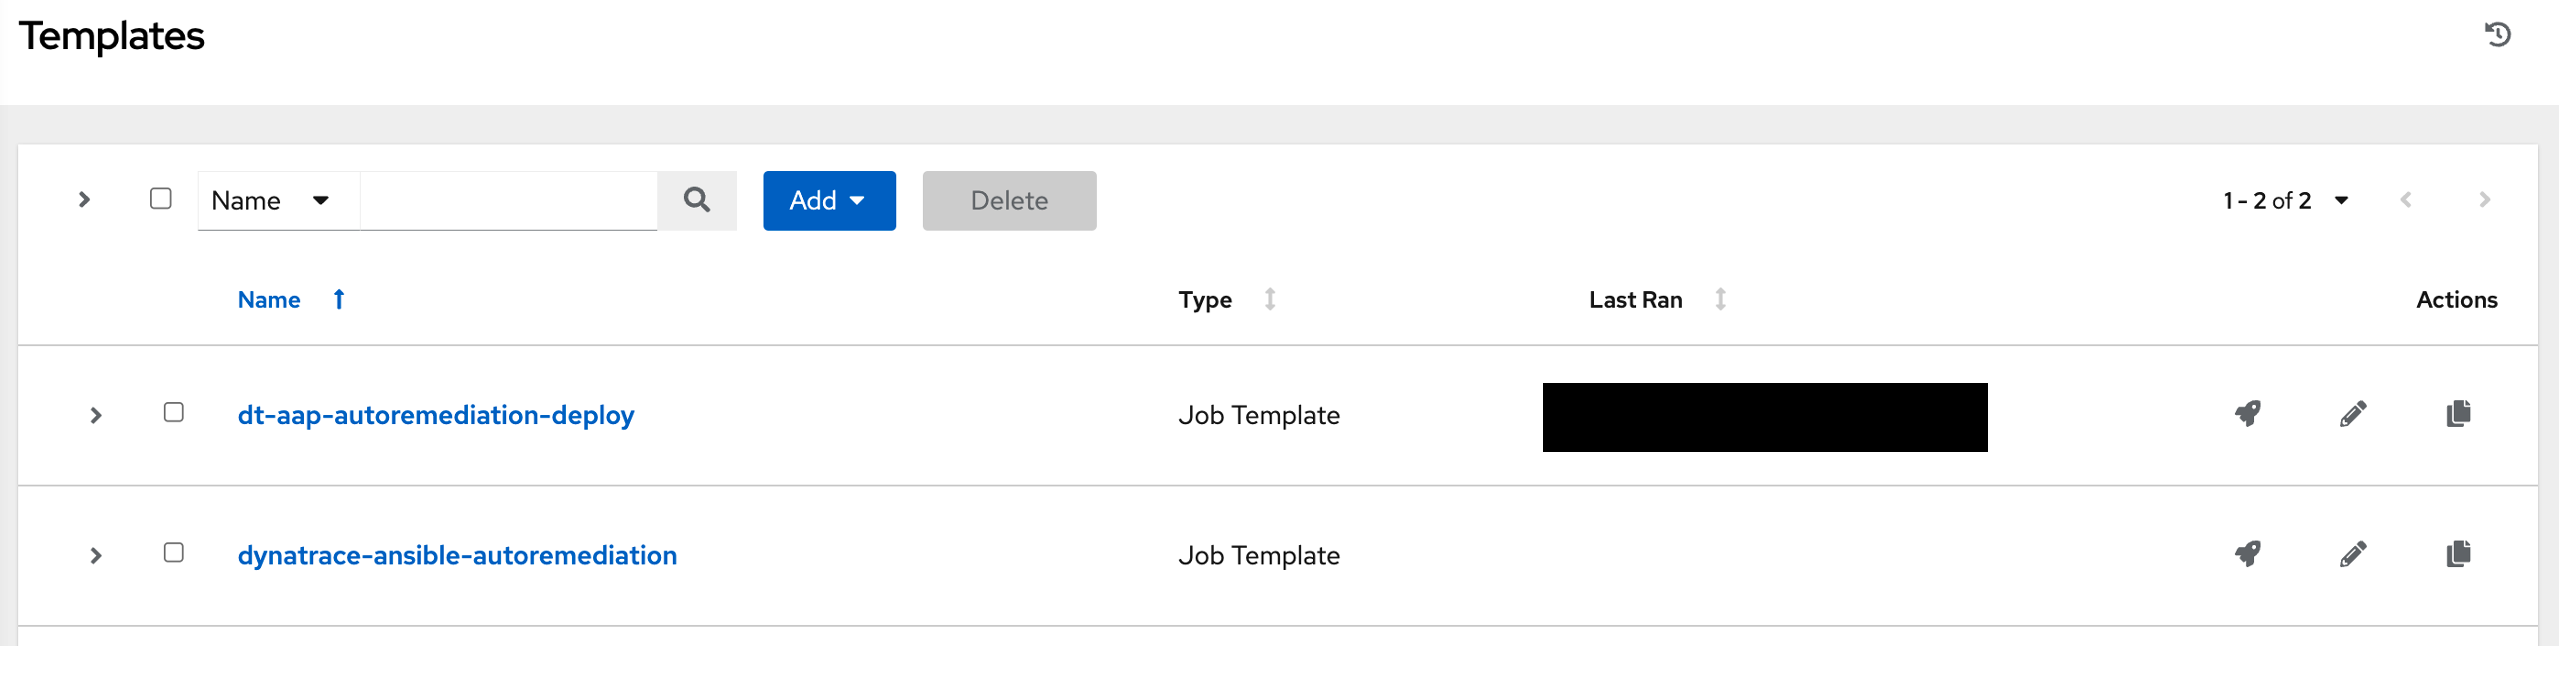 Templates
Name Add Delete 1 - 2 of 2
Name Type Last Ran Actions
dt-aap-autoremediation-deploy Job Template
dynatrace-ansible-autoremediation Job Template